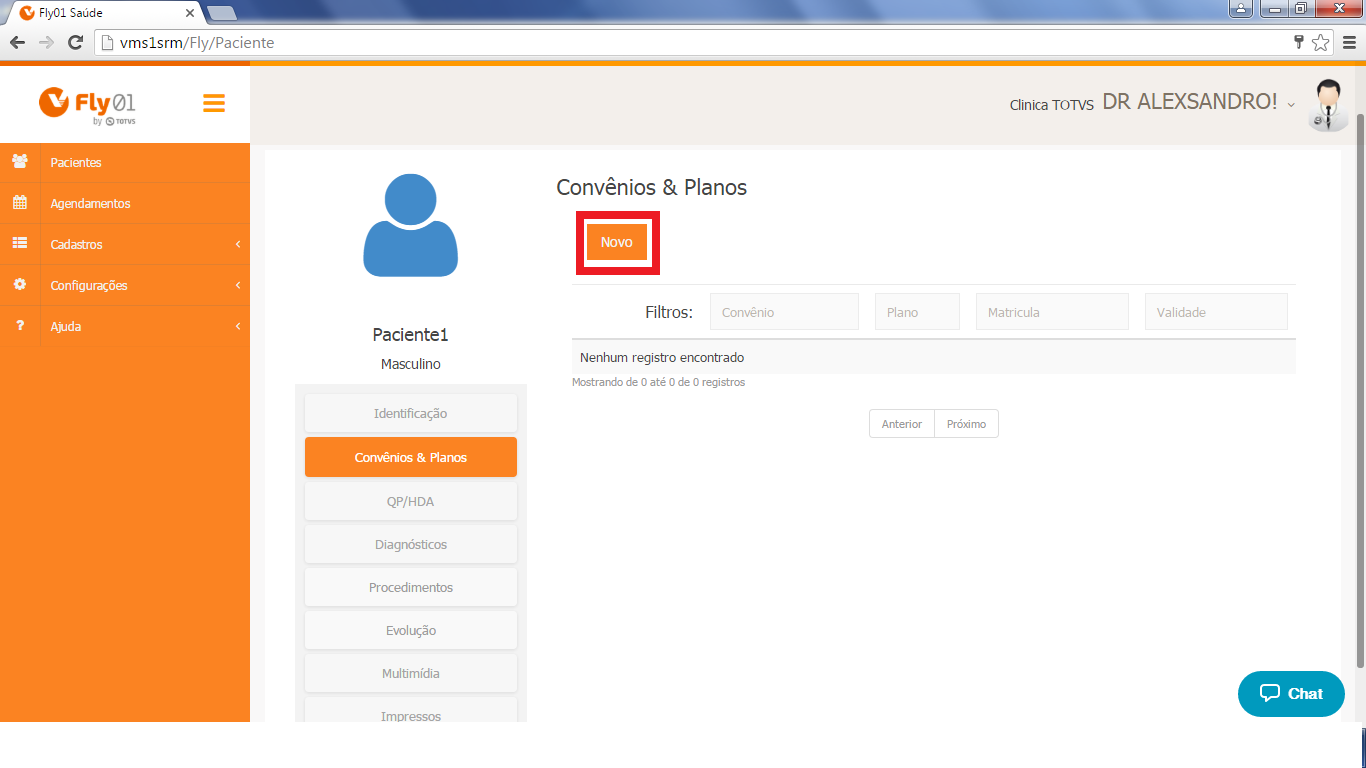 Fly01 Saúde
vms1srm/Fly/Paciente
Fly01
by TOTVS
Clinica TOTVS DR ALEXSANDRO!
Pacientes
Agendamentos
Cadastros
Configurações
Ajuda
Paciente1
Masculino
Identificação
Convênios & Planos
QP/HDA
Diagnósticos
Procedimentos
Evolução
Multimídia
Impressos
Convênios & Planos
Novo
Filtros: Convênio Plano Matricula Validade
Nenhum registro encontrado
Mostrando de 0 até 0 de 0 registros
Anterior Próximo
Chat